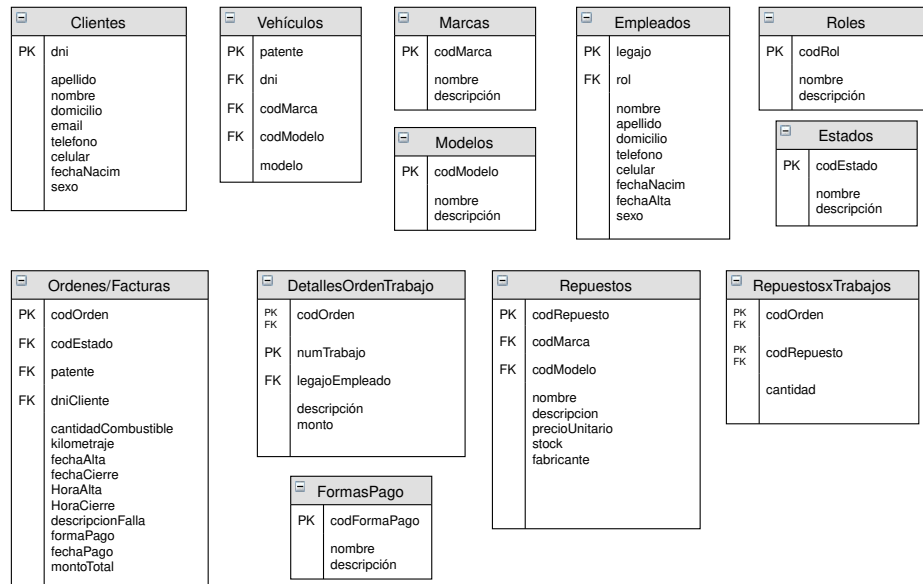 Clientes
PK dni
apellido
nombre
domicilio
email
telefono
celular
fechaNacim
sexo
Vehículos
PK patente
FK dni
FK codMarca
FK codModelo
modelo
Marcas
PK codMarca
nombre
descripción
Modelos
PK codModelo
nombre
descripción
Empleados
PK legajo
FK rol
nombre
apellido
domicilio
telefono
celular
fechaNacim
fechaAlta
sexo
Roles
PK codRol
nombre
descripción
Estados
PK codEstado
nombre
descripción
Ordenes/Facturas
PK codOrden
FK codEstado
FK patente
FK dniCliente
cantidadCombustible
kilometraje
fechaAlta
fechaCierre
HoraAlta
HoraCierre
descripcionFalla
formaPago
fechaPago
montoTotal
DetallesOrdenTrabajo
PK codOrden
FK
PK numTrabajo
FK legajoEmpleado
descripción
monto
FormasPago
PK codFormaPago
nombre
descripción
Repuestos
PK codRepuesto
FK codMarca
FK codModelo
nombre
descripcion
precioUnitario
stock
fabricante
RepuestosxTrabajos
PK codOrden
FK
PK codRepuesto
FK
cantidad